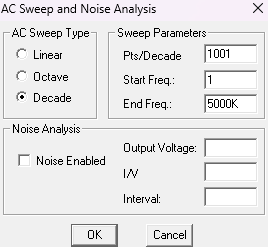 AC Sweep and Noise Analysis
AC Sweep Type
Linear
Octave
Decade
Sweep Parameters
Pts/Decade 1001
Start Freq.: 1
End Freq.: 5000K
Noise Analysis
Noise Enabled
Output Voltage:
I/V
Interval:
OK Cancel